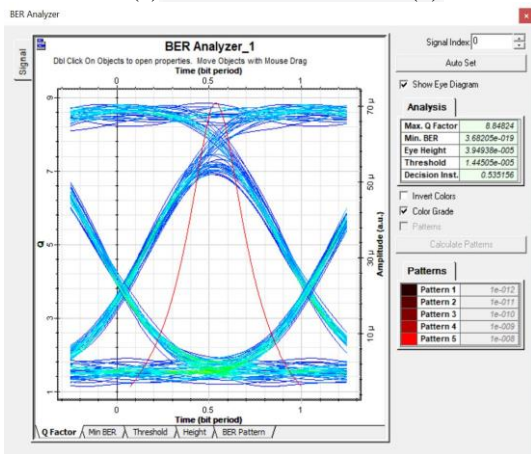 BER Analyzer
Signal
BER Analyzer_1
Dbl Click On Objects to open properties. Move Objects with Mouse Drag
Time (bit period)
0 0.5 1
9
7
5
3
1
Q
70 µ
50 µ
30 µ
10 µ
Amplitude (a.u.)
0 0.5 1
Time (bit period)
Q Factor Min BER Threshold Height BER Pattern
Signal Index: 0
Auto Set
Show Eye Diagram
Analysis
Max. Q Factor 8.84824
Min. BER 3.68205e-019
Eye Height 3.94938e-005
Threshold 1.44505e-005
Decision Inst. 0.535156
Invert Colors
Color Grade
Patterns
Calculate Patterns
Patterns
Pattern 1 1e-012
Pattern 2 1e-011
Pattern 3 1e-010
Pattern 4 1e-009
Pattern 5 1e-008